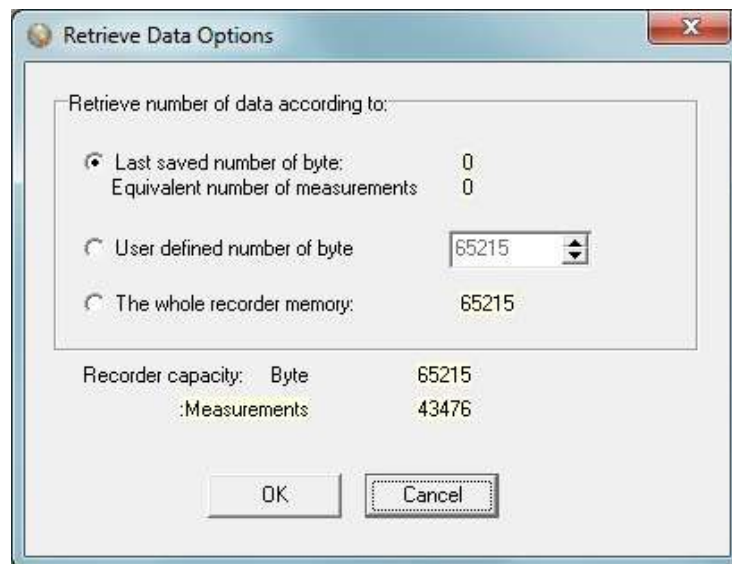 Retrieve Data Options
Retrieve number of data according to:
Last saved number of byte: 0
Equivalent number of measurements 0
User defined number of byte 65215
The whole recorder memory: 65215
Recorder capacity: Byte 65215
:Measurements 43476
OK Cancel